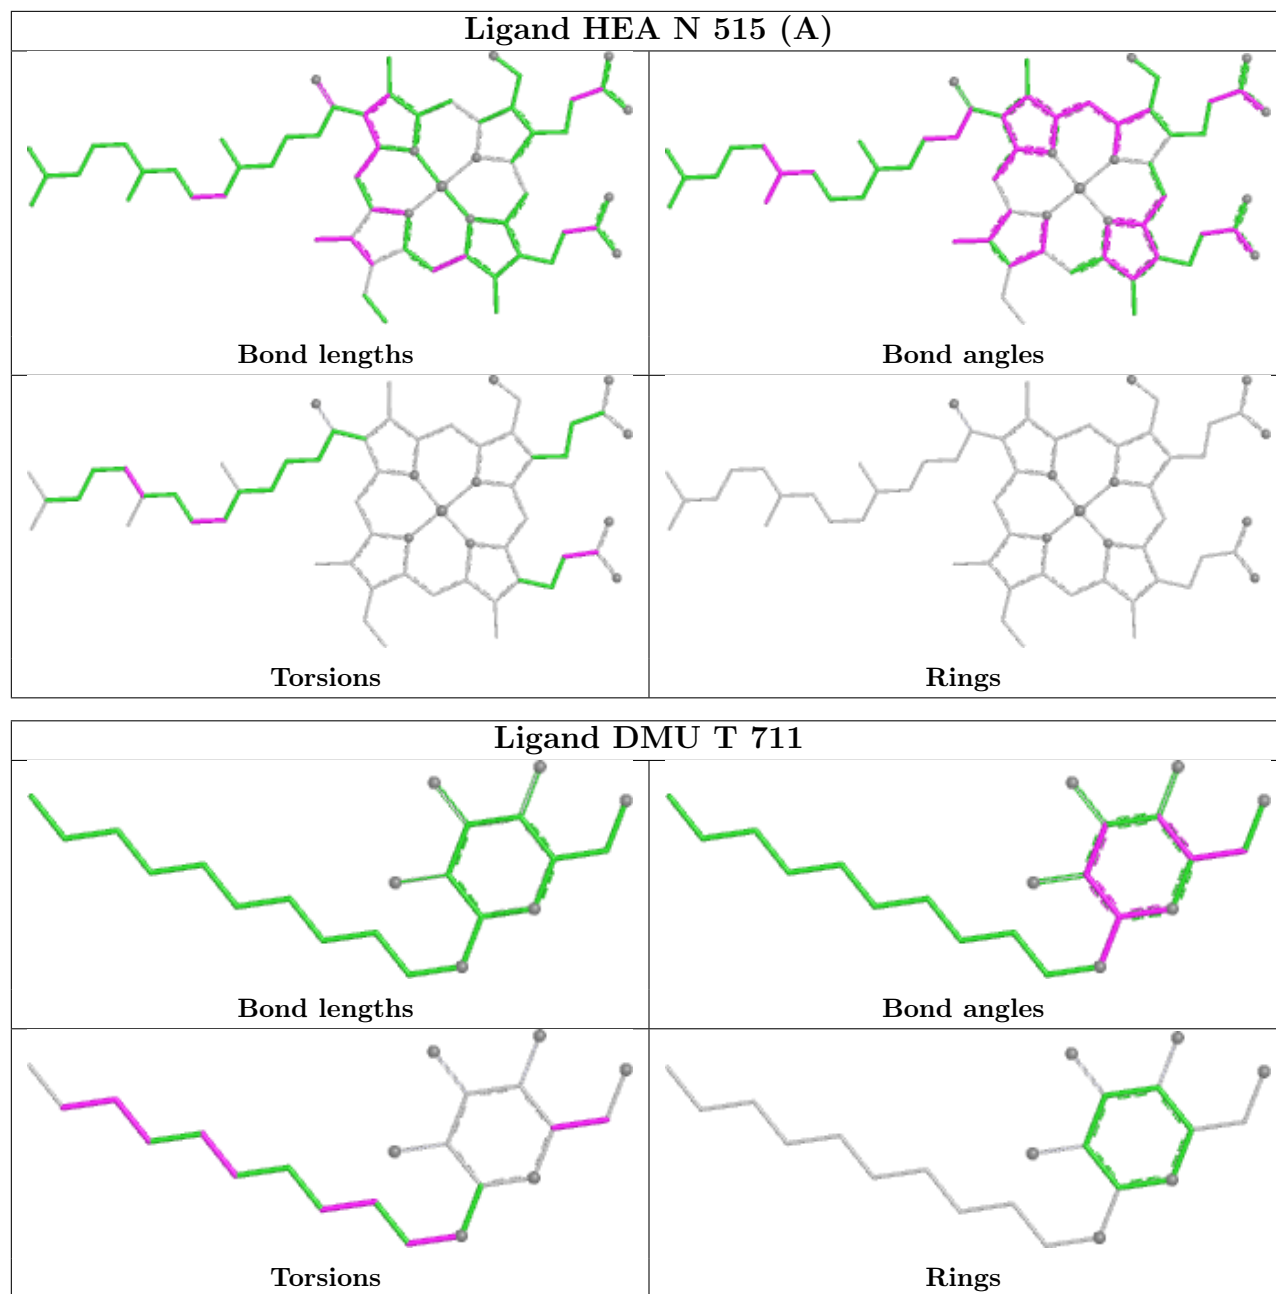 Ligand HEA N 515 (A)
Bond lengths
Bond angles
Torsions
Rings
Ligand DMU T 711
Bond lengths
Bond angles
Torsions
Rings